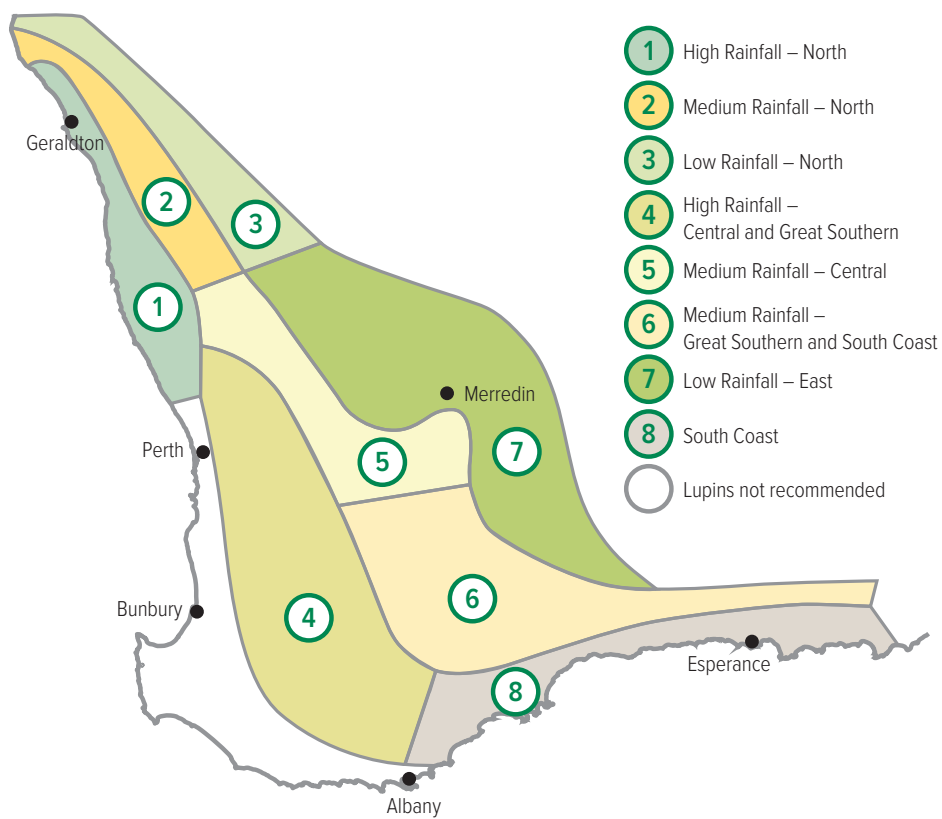 Geraldton
2
3
1
Merredin
Perth
5
7
Bunbury
4
6
Esperance
8
Albany
1 High Rainfall – North
2 Medium Rainfall – North
3 Low Rainfall – North
4 High Rainfall –
Central and Great Southern
5 Medium Rainfall – Central
6 Medium Rainfall –
Great Southern and South Coast
7 Low Rainfall – East
8 South Coast
Lupins not recommended